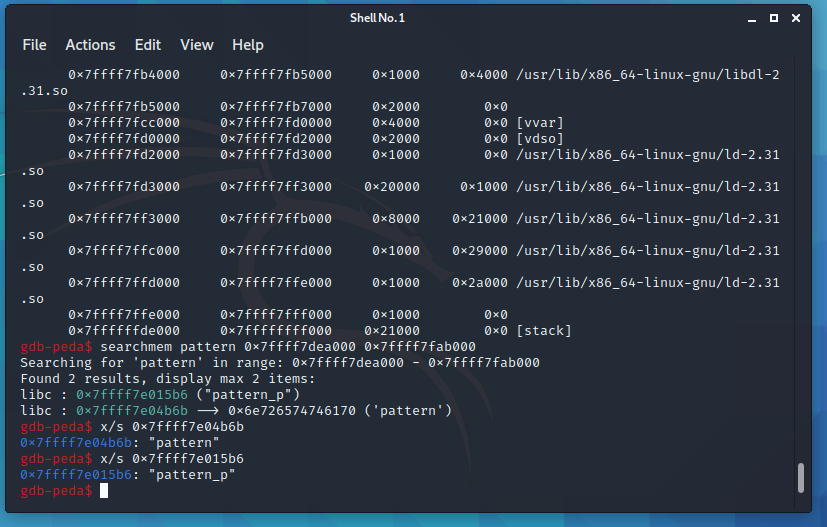 Shell No. 1
File Actions Edit View Help
0x7ffff7fb4000 0x7ffff7fb5000 0x1000 0x4000 /usr/lib/x86_64-linux-gnu/libdl-2
.31.so
0x7ffff7fb5000 0x7ffff7fb7000 0x2000 0x0
0x7ffff7fcc000 0x7ffff7fd0000 0x4000 0x0 [vvar]
0x7ffff7fd0000 0x7ffff7fd2000 0x2000 0x0 [vdso]
0x7ffff7fd2000 0x7ffff7fd3000 0x1000 0x0 /usr/lib/x86_64-linux-gnu/ld-2.31
.so
0x7ffff7fd3000 0x7ffff7ff3000 0x20000 0x1000 /usr/lib/x86_64-linux-gnu/ld-2.31
.so
0x7ffff7ff3000 0x7ffff7ffb000 0x8000 0x21000 /usr/lib/x86_64-linux-gnu/ld-2.31
.so
0x7ffff7ffc000 0x7ffff7ffd000 0x1000 0x29000 /usr/lib/x86_64-linux-gnu/ld-2.31
.so
0x7ffff7ffd000 0x7ffff7ffe000 0x1000 0x2a000 /usr/lib/x86_64-linux-gnu/ld-2.31
.so
0x7ffff7ffe000 0x7ffff7fff000 0x1000 0x0
0x7ffffffde000 0x7ffffffff000 0x21000 0x0 [stack]
gdb-peda$ searchmem pattern 0x7ffff7dea000 0x7ffff7fab000
Searching for 'pattern' in range: 0x7ffff7dea000 - 0x7ffff7fab000
Found 2 results, display max 2 items:
libc : 0x7ffff7e015b6 ("pattern_p")
libc : 0x7ffff7e04b6b --> 0x6e726574746170 ('pattern')
gdb-peda$ x/s 0x7ffff7e04b6b
0x7ffff7e04b6b: "pattern"
gdb-peda$ x/s 0x7ffff7e015b6
0x7ffff7e015b6: "pattern_p"
gdb-peda$